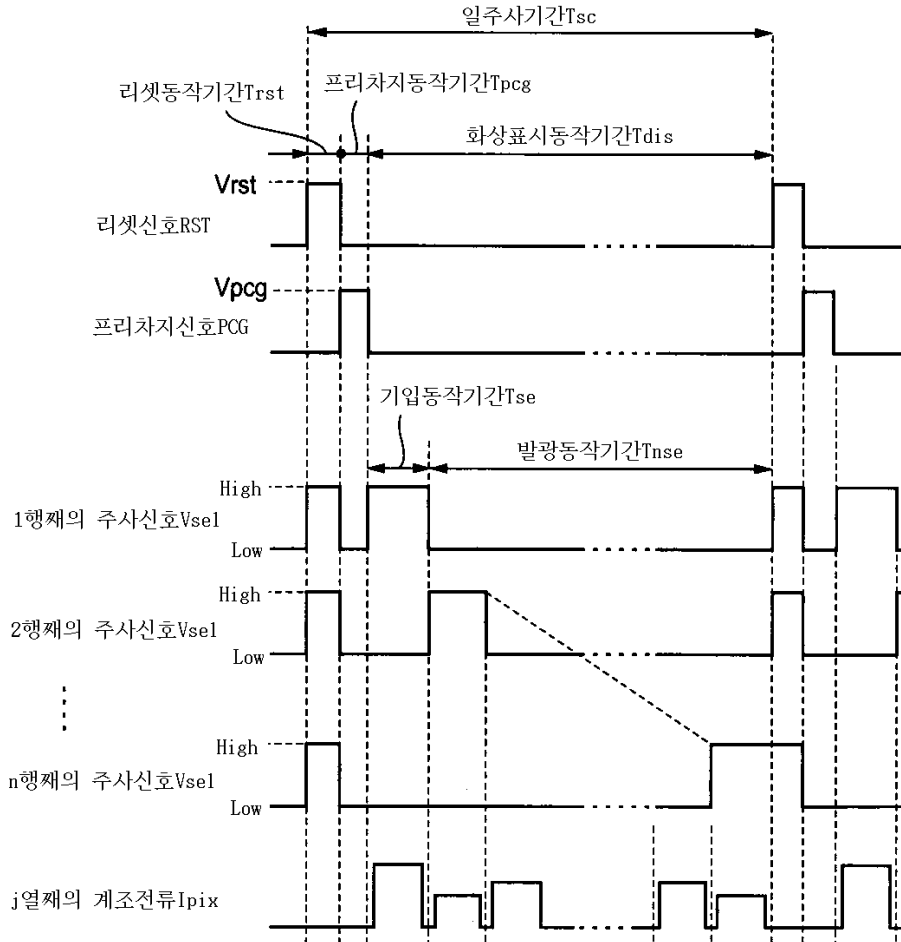 일주사기간Tsc
리셋동작기간Trst
프리차지동작기간Tpcg
화상표시동작기간Tdis
Vrst
리셋신호RST
Vpcg
프리차지신호PCG
기입동작기간Tse
발광동작기간Tnse
High
1행째의 주사신호Vsel
Low
High
2행째의 주사신호Vsel
Low
High
n행째의 주사신호Vsel
Low
j열째의 계조전류Ipix